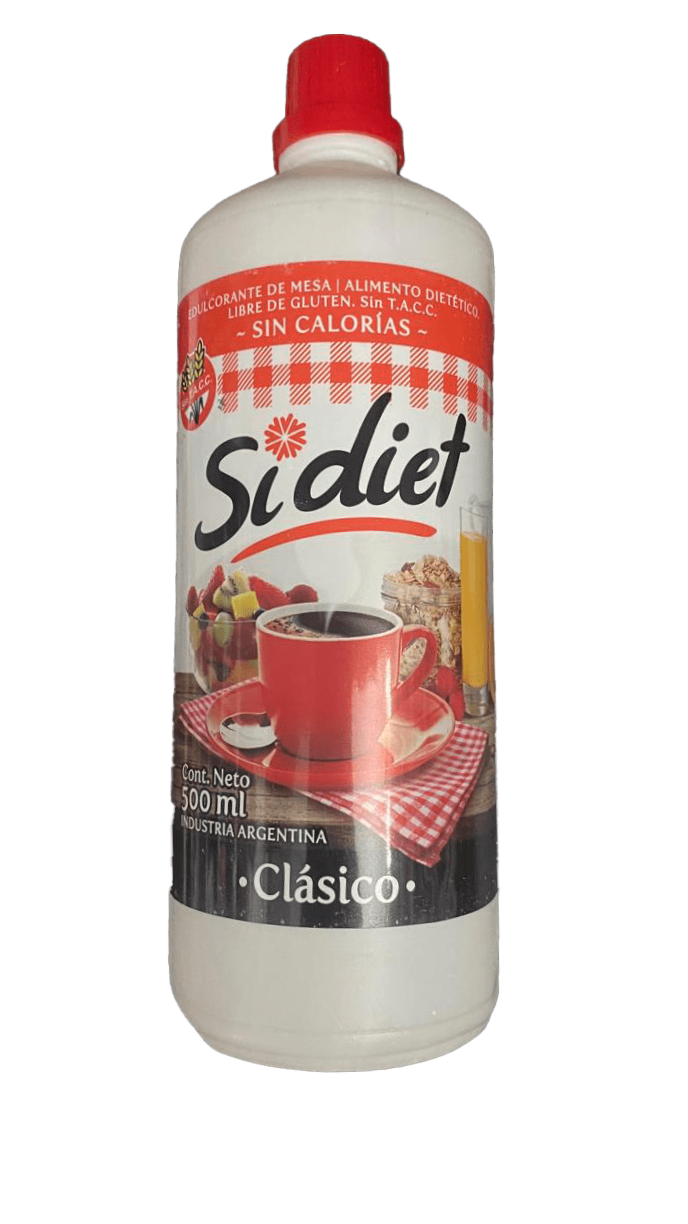 EDULCORANTE DE MESA | ALIMENTO DIETÉTICO.
LIBRE DE GLUTEN. Sin T.A.C.C.
~ SIN CALORÍAS ~
Sí diet
Cont. Neto
500 ml
INDUSTRIA ARGENTINA
·Clásico·